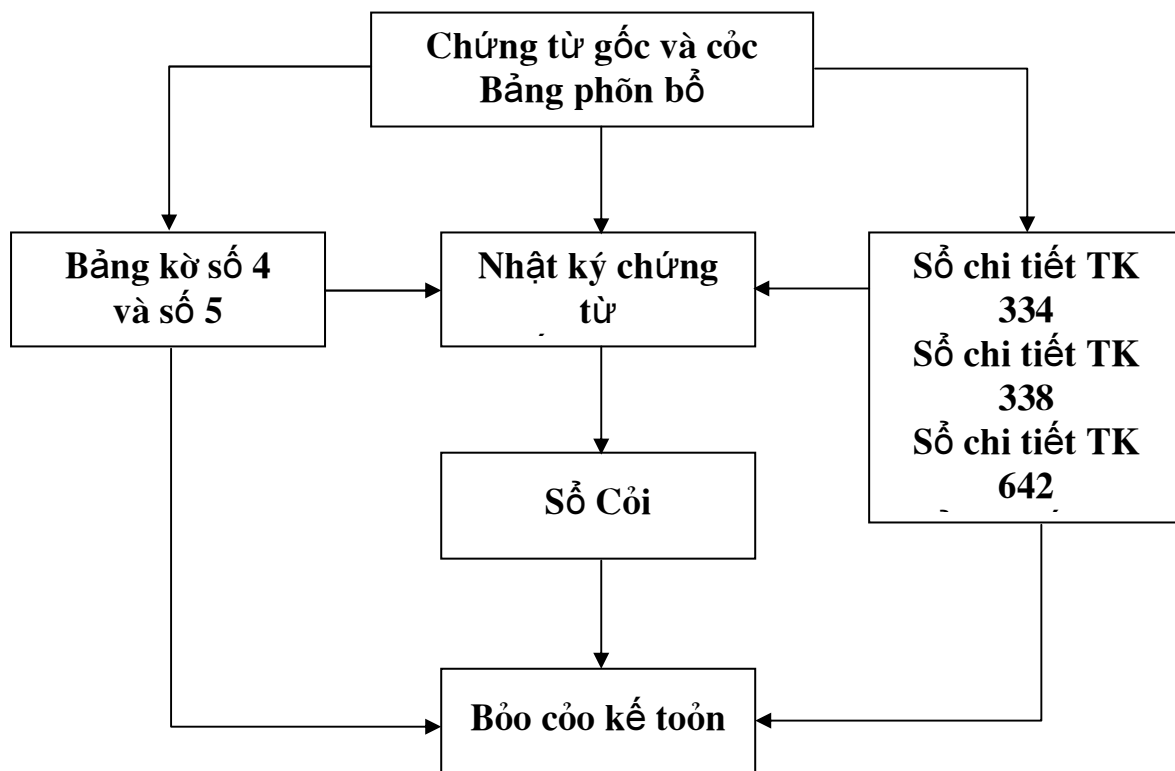 Chứng từ gốc và cỏc
Bảng phõn bổ
Bảng kờ số 4
và số 5
Nhật ký chứng
từ
Sổ chi tiết TK
334
Sổ chi tiết TK
338
Sổ chi tiết TK
642
Sổ Cỏi
Bỏo cỏo kế toỏn